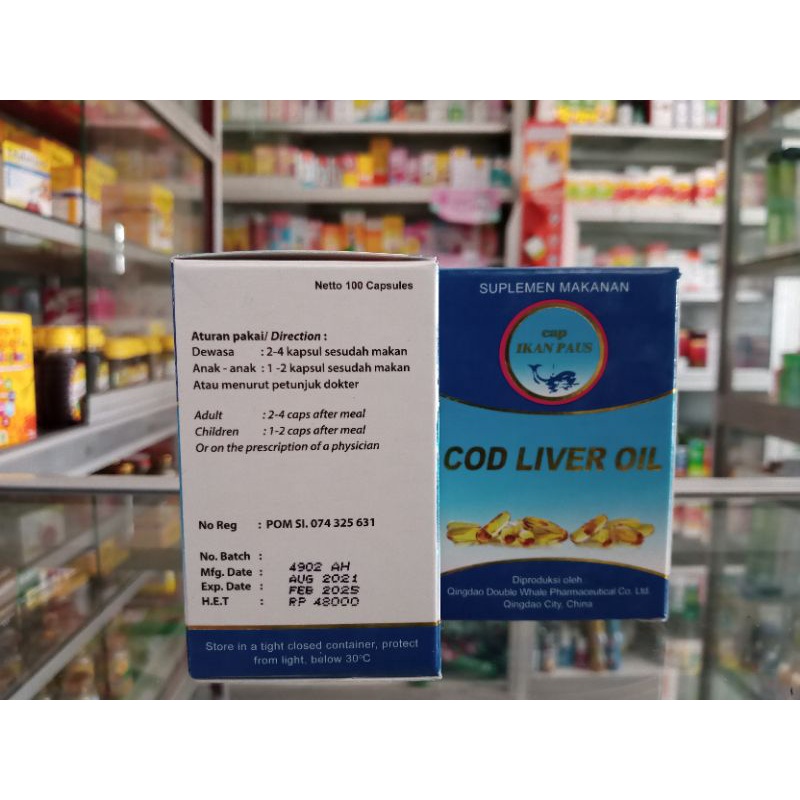 Netto 100 Capsules
Aturan pakai/ Direction :
Dewasa : 2-4 kapsul sesudah makan
Anak - anak : 1 -2 kapsul sesudah makan
Atau menurut petunjuk dokter
Adult : 2-4 caps after meal
Children : 1-2 caps after meal
Or on the prescription of a physician
No Reg : POM SI. 074 325 631
No. Batch : 4902 AH
Mfg. Date : AUG 2021
Exp. Date : FEB 2025
H.E.T : RP 48000
Store in a tight closed container, protect
from light. below 30°C
SUPLEMEN MAKANAN
cap
IKAN PAUS
COD LIVER OIL
Diproduksi oleh
Qingdao Double Whale Pharmaceutical Co. Ltd.
Qingdao City, China